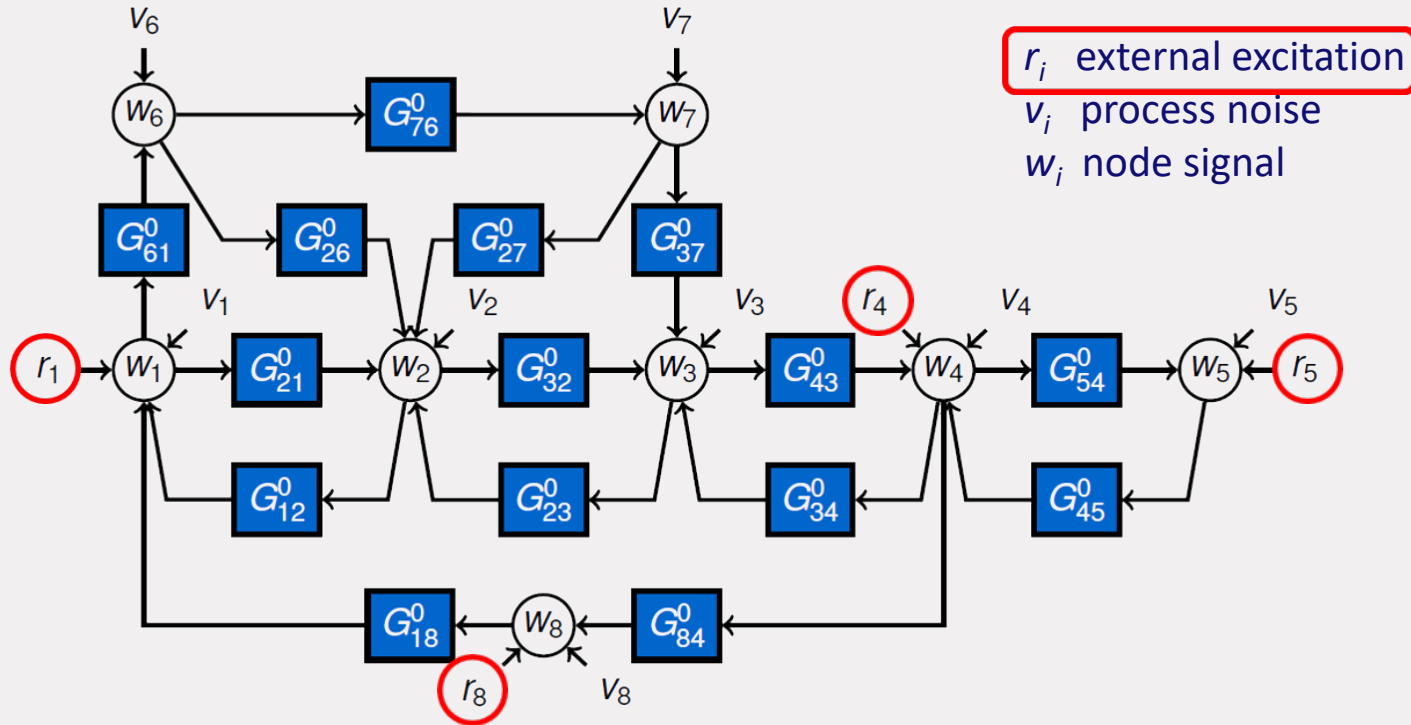 v₆
v₇
rᵢ external excitation
vᵢ process noise
wᵢ node signal
w₆
G⁰₇₆
w₇
G⁰₆₁
G⁰₂₆
G⁰₂₇
G⁰₃₇
v₁
v₂
v₃
r₄
v₄
v₅
r₁
w₁
G⁰₂₁
w₂
G⁰₃₂
w₃
G⁰₄₃
w₄
G⁰₅₄
w₅
r₅
G⁰₁₂
G⁰₂₃
G⁰₃₄
G⁰₄₅
G⁰₁₈
w₈
G⁰₈₄
r₈
v₈